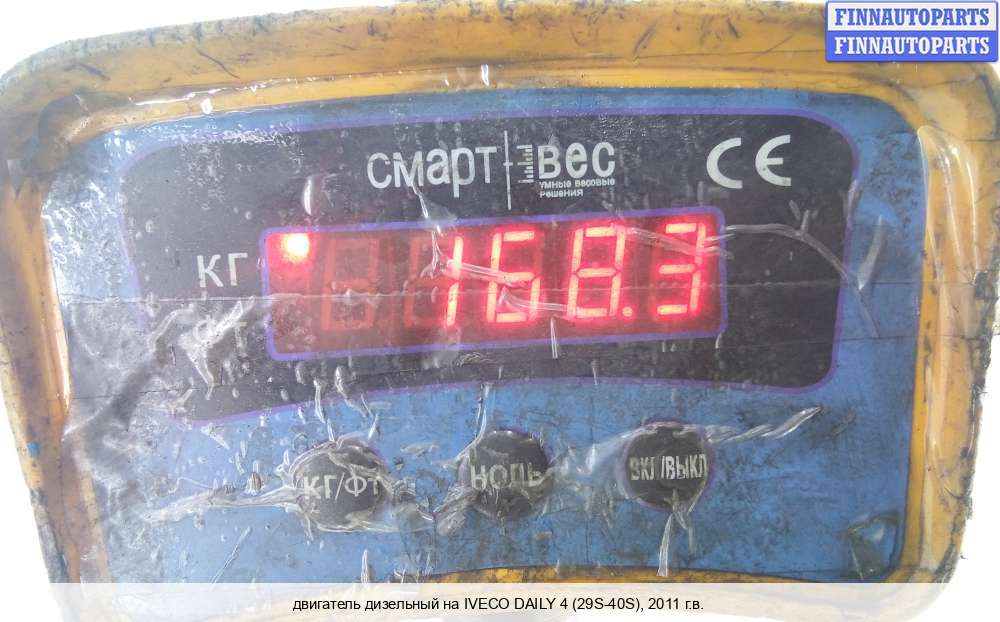 FINNAUTOPARTS
FINNAUTOPARTS
смарт вес
умные весовые
решения
CE
КГ
168.3
КГ/ФТ
НОЛЬ
ВКЛ/ВЫКЛ
двигатель дизельный на IVECO DAILY 4 (29S-40S), 2011 г.в.